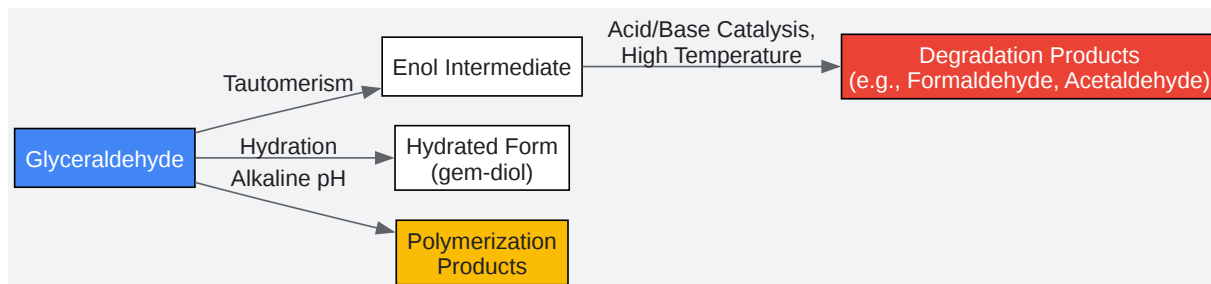 Glyceraldehyde
Tautomerism
Enol Intermediate
Acid/Base Catalysis,
High Temperature
Degradation Products
(e.g., Formaldehyde, Acetaldehyde)
Hydration
Hydrated Form
(gem-diol)
Alkaline pH
Polymerization
Products